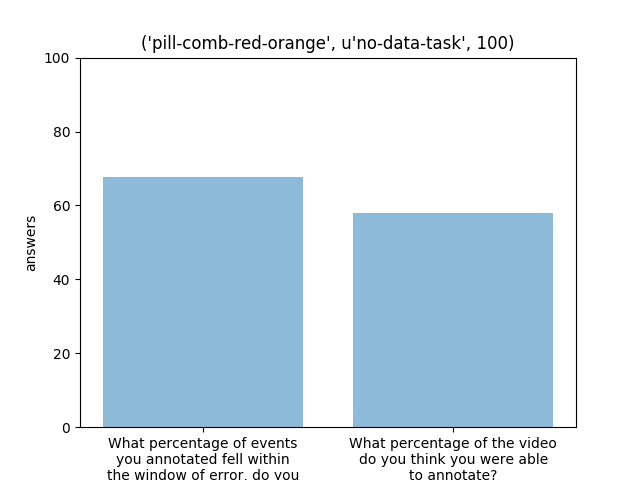 ('pill-comb-red-orange', u'no-data-task', 100)
100
80
60
40
20
0
answers
What percentage of events
you annotated fell within
the window of error, do you
What percentage of the video
do you think you were able
to annotate?